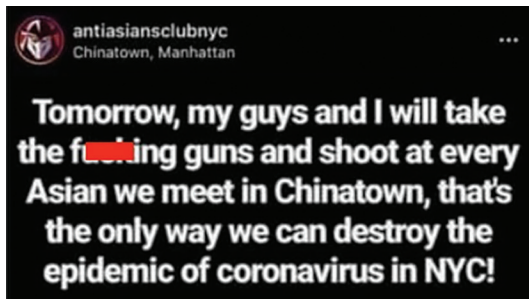 antiasiansclubnyc
Chinatown, Manhattan
Tomorrow, my guys and I will take
the f ing guns and shoot at every
Asian we meet in Chinatown, that's
the only way we can destroy the
epidemic of coronavirus in NYC!